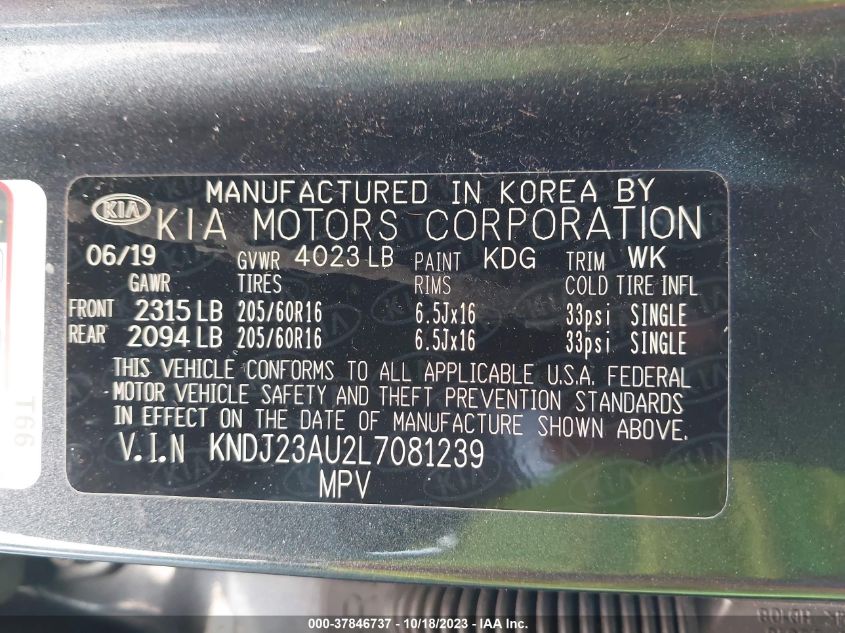 MANUFACTURED IN KOREA BY
KIA KIA MOTORS CORPORATION
06/19 GVWR 4023 LB PAINT KDG TRIM WK
GAWR TIRES RIMS COLD TIRE INFL
FRONT 2315 LB 205/60R16 6.5Jx16 33psi SINGLE
REAR 2094 LB 205/60R16 6.5Jx16 33psi SINGLE
THIS VEHICLE CONFORMS TO ALL APPLICABLE U.S.A. FEDERAL
MOTOR VEHICLE SAFETY AND THEFT PREVENTION STANDARDS
IN EFFECT ON THE DATE OF MANUFACTURE SHOWN ABOVE.
V.I.N KNDJ23AU2L7081239
MPV
T66
000-37846737 - 10/18/2023 - IAA Inc.